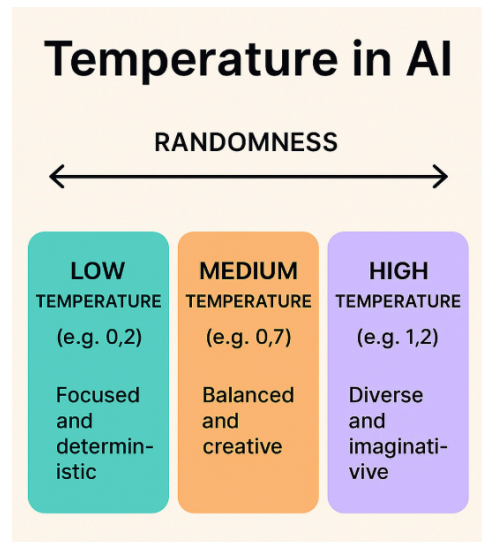 Temperature in AI
RANDOMNESS
LOW
TEMPERATURE
(e.g. 0,2)
Focused
and
determin-
istic
MEDIUM
TEMPERATURE
(e.g. 0,7)
Balanced
and
creative
HIGH
TEMPERATURE
(e.g. 1,2)
Diverse
and
imaginati-
vive